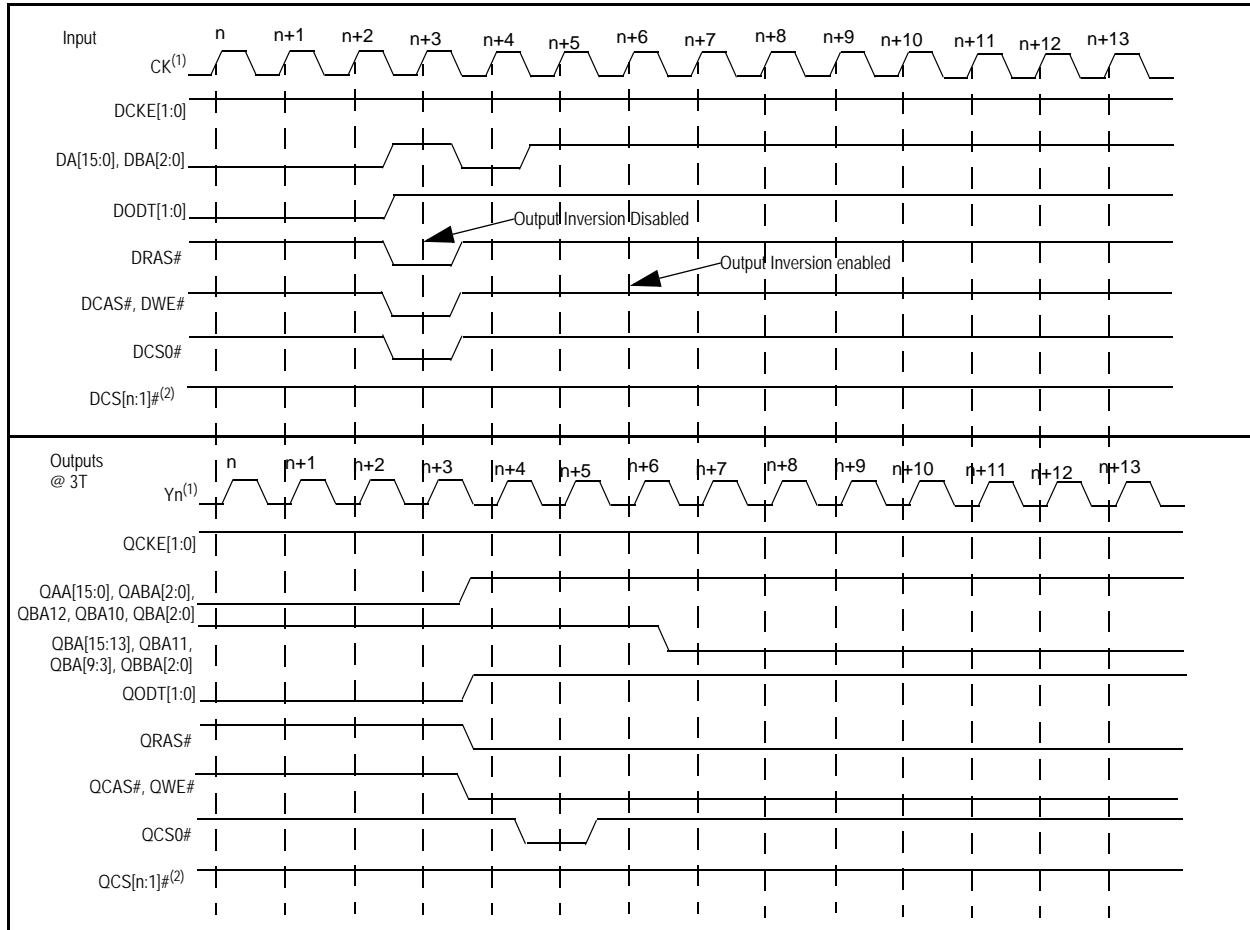 Input
n n+1 n+2 n+3 n+4 n+5 n+6 n+7 n+8 n+9 n+10 n+11 n+12 n+13
CK(1)
DCKE[1:0]
DA[15:0], DBA[2:0]
DODT[1:0]
Output Inversion Disabled
DRAS#
Output Inversion enabled
DCAS#, DWE#
DCS0#
DCS[n:1]#(2)
Outputs
@ 3T
n n+1 n+2 n+3 n+4 n+5 n+6 n+7 n+8 n+9 n+10 n+11 n+12 n+13
Yn(1)
QCKE[1:0]
QAA[15:0], QABA[2:0],
QBA12, QBA10, QBA[2:0]
QBA[15:13], QBA11,
QBA[9:3], QBBA[2:0]
QODT[1:0]
QRAS#
QCAS#, QWE#
QCS0#
QCS[n:1]#(2)